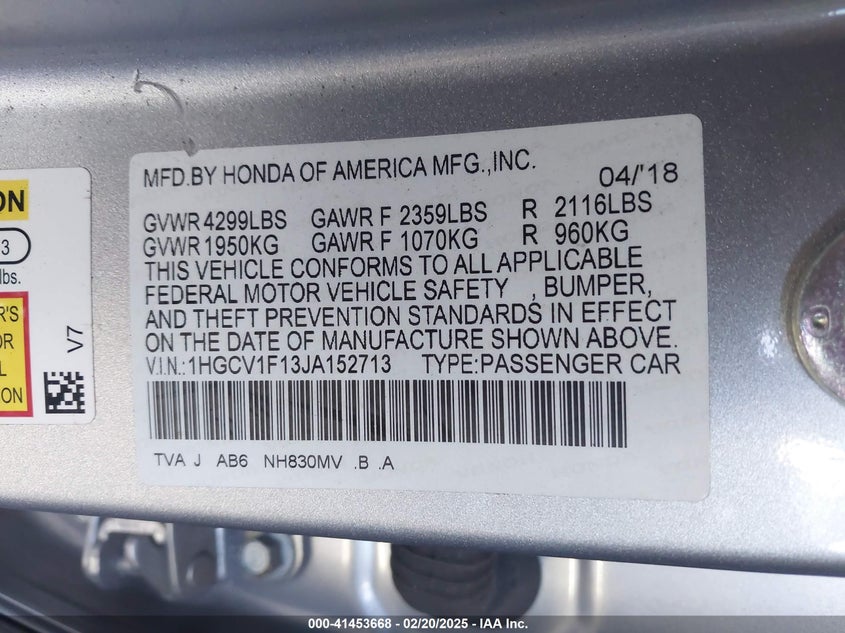 MFD.BY HONDA OF AMERICA MFG.,INC. 04/'18
GVWR 4299LBS GAWR F 2359LBS R 2116LBS
GVWR 1950KG GAWR F 1070KG R 960KG
THIS VEHICLE CONFORMS TO ALL APPLICABLE
FEDERAL MOTOR VEHICLE SAFETY , BUMPER,
AND THEFT PREVENTION STANDARDS IN EFFECT
ON THE DATE OF MANUFACTURE SHOWN ABOVE.
V.I.N.:1HGCV1F13JA152713 TYPE:PASSENGER CAR
TVA J AB6 NH830MV .B .A
3
lbs.
V7
000-41453668 - 02/20/2025 - IAA Inc.